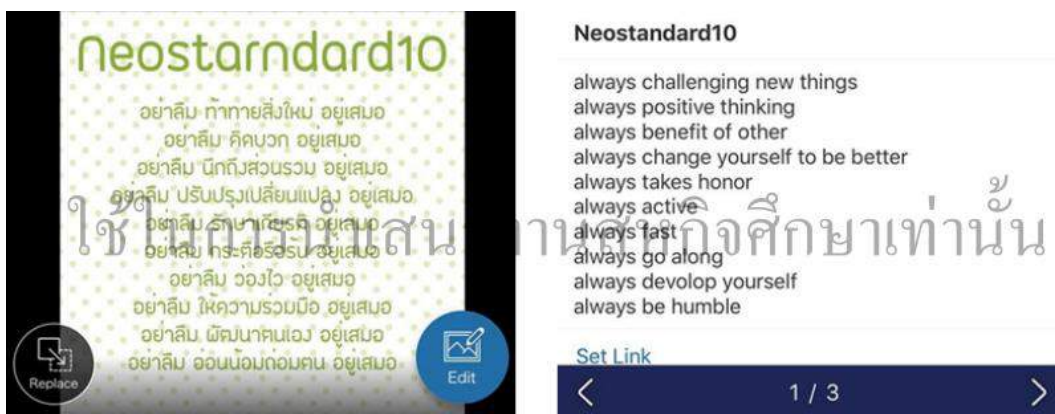 neostarndard10
อย่าลืม ท้าทายสิ่งใหม่ อยู่เสมอ
อย่าลืม คิดบวก อยู่เสมอ
อย่าลืม นึกถึงส่วนรวม อยู่เสมอ
อย่าลืม ปรับปรุงเปลี่ยนแปลง อยู่เสมอ
อย่าลืม รักษาเกียรติ อยู่เสมอ
อย่าลืม กระตือรือร้น อยู่เสมอ
อย่าลืม ว่องไว อยู่เสมอ
อย่าลืม ให้ความร่วมมือ อยู่เสมอ
อย่าลืม พัฒนาตนเอง อยู่เสมอ
อย่าลืม อ่อนน้อมถ่อมตน อยู่เสมอ
Replace
Edit
Neostandard10
always challenging new things
always positive thinking
always benefit of other
always change yourself to be better
always takes honor
always active
always fast
always go along
always devolop yourself
always be humble
Set Link
1 / 3
ใช้ในการนำเสนองานสหกิจศึกษาเท่านั้น